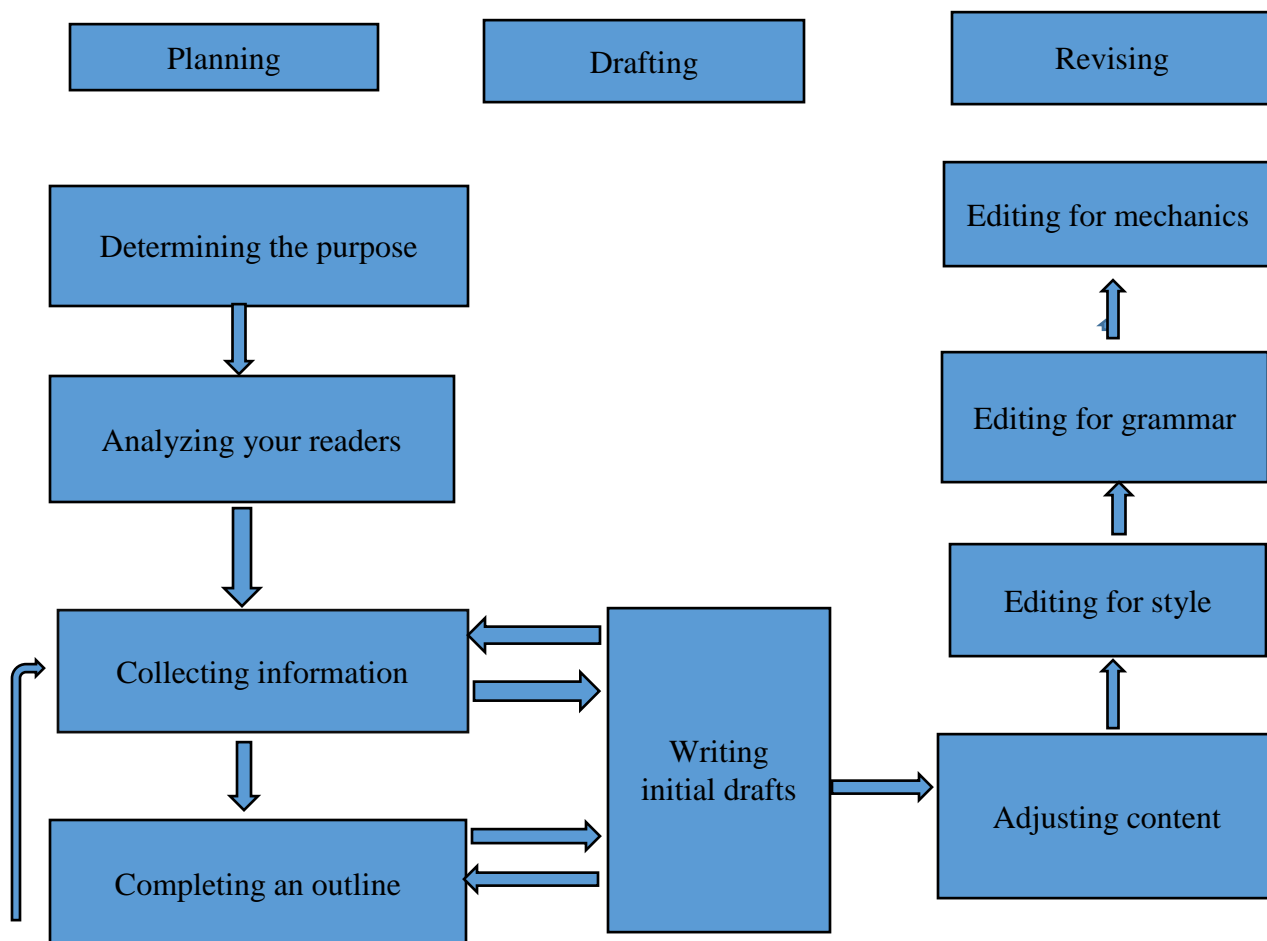 Planning
Drafting
Revising
Determining the purpose
Analyzing your readers
Collecting information
Completing an outline
Writing
initial drafts
Editing for mechanics
Editing for grammar
Editing for style
Adjusting content